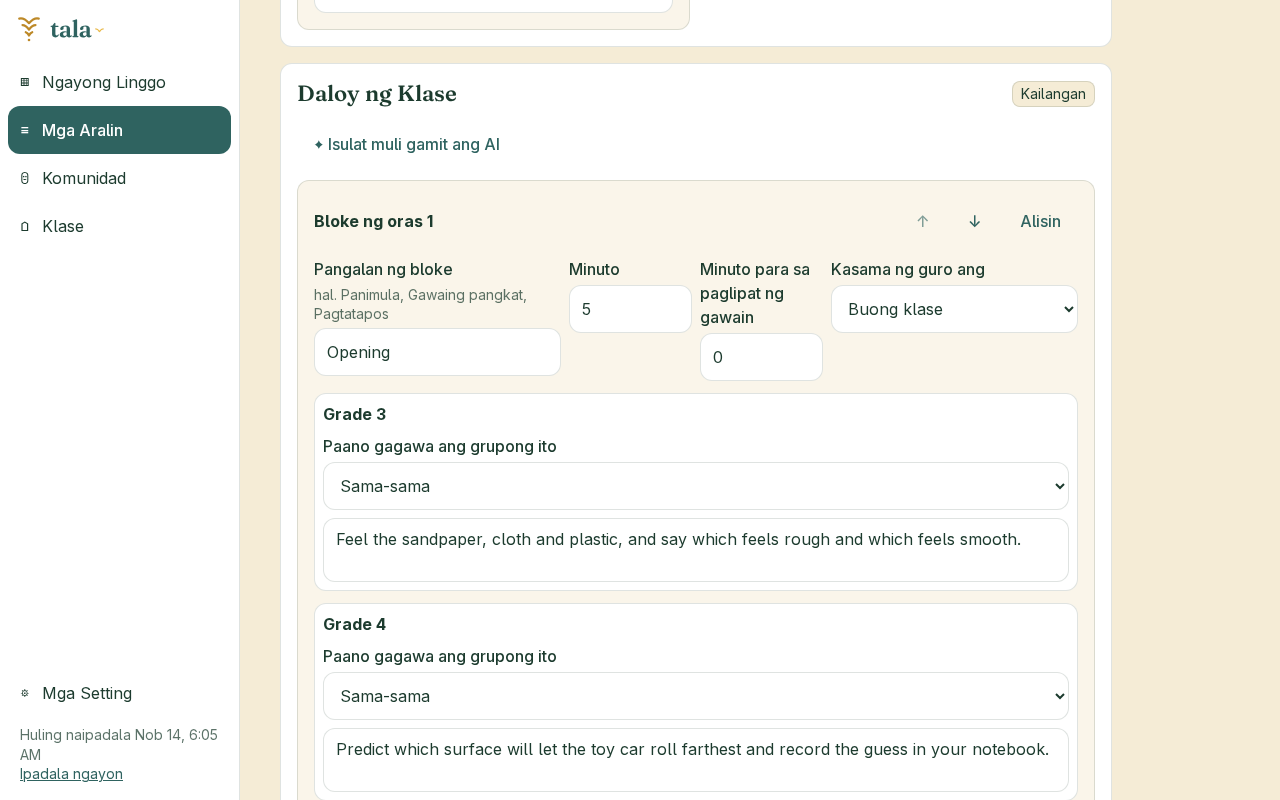 tala
Ngayong Linggo
Mga Aralin
Komunidad
Klase
Mga Setting
Huling naipadala Nob 14, 6:05
AM
Ipadala ngayon
Daloy ng Klase
Kailangan
✦ Isulat muli gamit ang AI
Bloke ng oras 1
↑
↓
Alisin
Pangalan ng bloke
hal. Panimula, Gawaing pangkat,
Pagtatapos
Opening
Minuto
5
Minuto para sa
paglipat ng
gawain
0
Kasama ng guro ang
Buong klase
Grade 3
Paano gagawa ang grupong ito
Sama-sama
Feel the sandpaper, cloth and plastic, and say which feels rough and which feels smooth.
Grade 4
Paano gagawa ang grupong ito
Sama-sama
Predict which surface will let the toy car roll farthest and record the guess in your notebook.